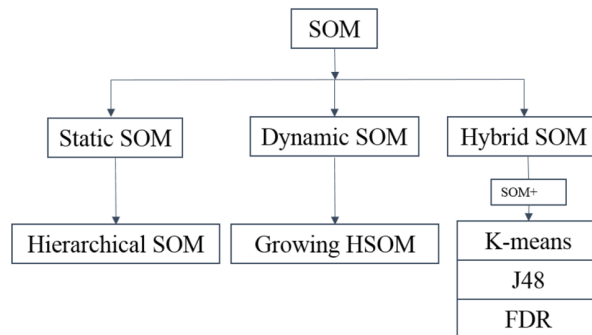 SOM
Static SOM
Dynamic SOM
Hybrid SOM
SOM+
Hierarchical SOM
Growing HSOM
K-means
J48
FDR